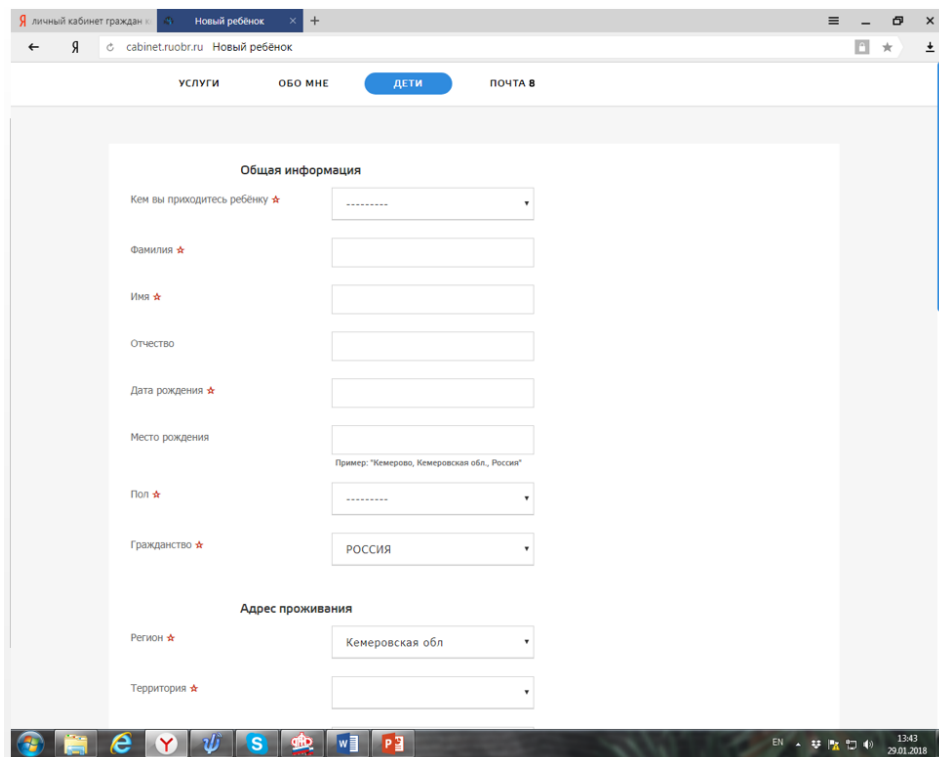 Я личный кабинет граждан к
Новый ребёнок × +
Я cabinet.ruobr.ru Новый ребёнок
УСЛУГИ ОБО МНЕ ДЕТИ ПОЧТА 8
Общая информация
Кем вы приходитесь ребёнку ---------
Фамилия
Имя
Отчество
Дата рождения
Место рождения
Пример: "Кемерово, Кемеровская обл., Россия"
Пол ---------
Гражданство РОССИЯ
Адрес проживания
Регион Кемеровская обл
Территория
EN 13:43
29.01.2018